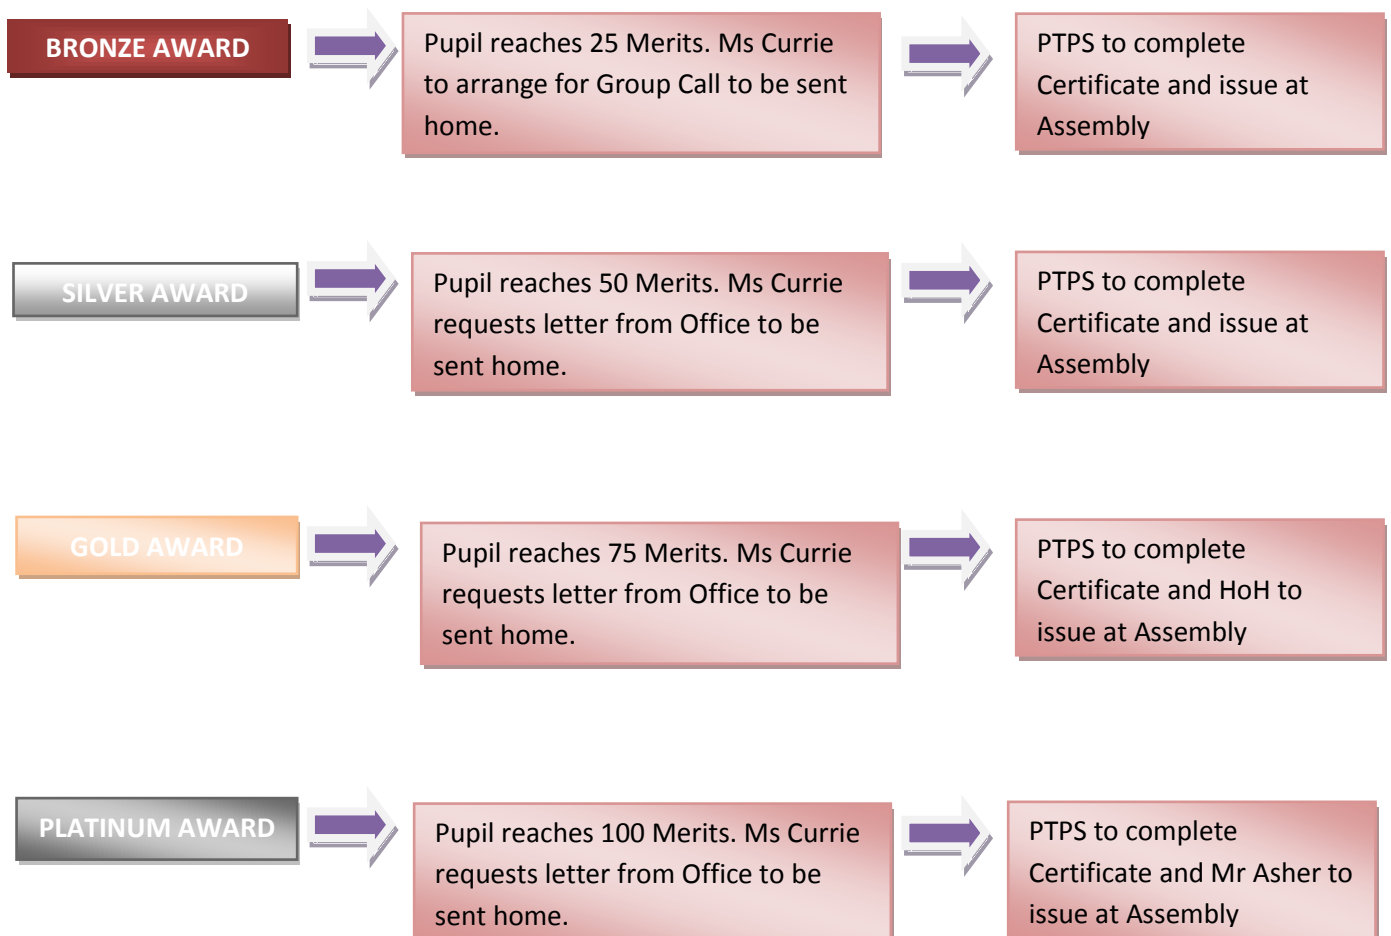 BRONZE AWARD
Pupil reaches 25 Merits. Ms Currie
to arrange for Group Call to be sent
home.
PTPS to complete
Certificate and issue at
Assembly
SILVER AWARD
Pupil reaches 50 Merits. Ms Currie
requests letter from Office to be
sent home.
PTPS to complete
Certificate and issue at
Assembly
GOLD AWARD
Pupil reaches 75 Merits. Ms Currie
requests letter from Office to be
sent home.
PTPS to complete
Certificate and HoH to
issue at Assembly
PLATINUM AWARD
Pupil reaches 100 Merits. Ms Currie
requests letter from Office to be
sent home.
PTPS to complete
Certificate and Mr Asher to
issue at Assembly